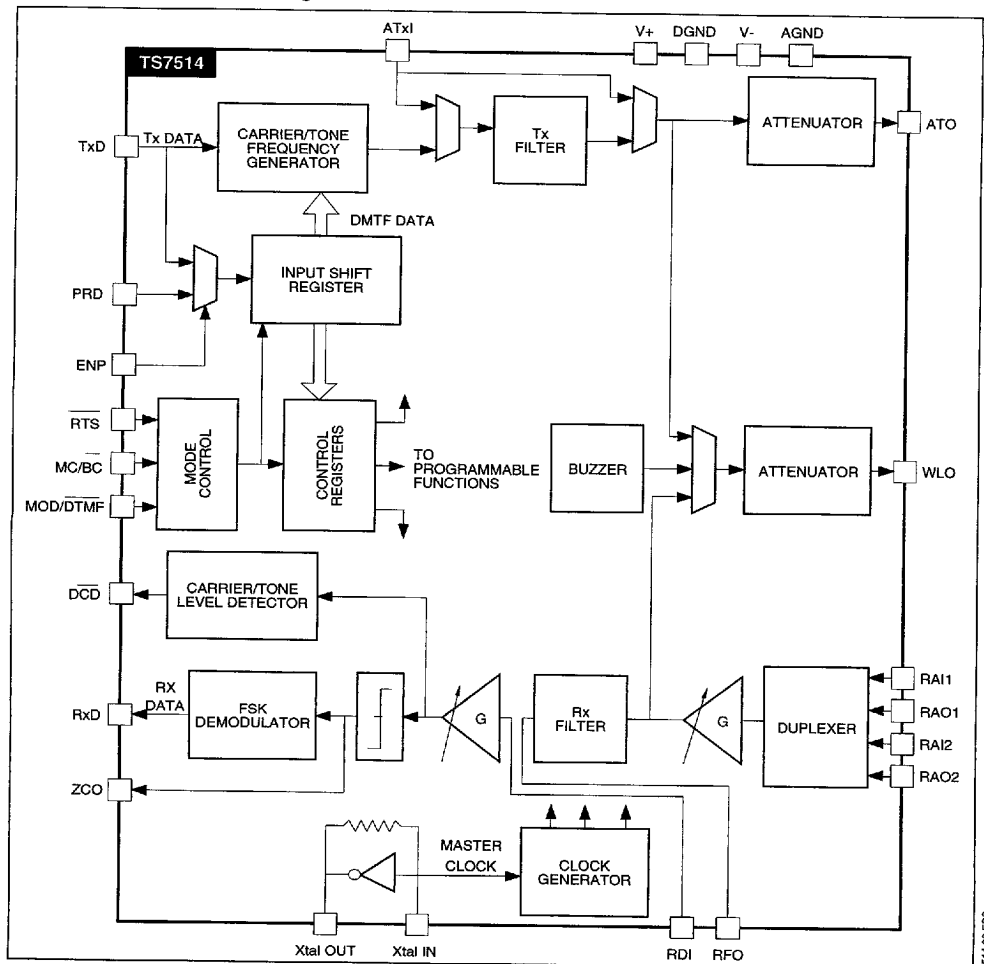 ATxI
V+ DGND V- AGND
TS7514
TxD
Tx DATA
CARRIER/TONE
FREQUENCY
GENERATOR
Tx
FILTER
ATTENUATOR
ATO
DMTF DATA
INPUT SHIFT
REGISTER
PRD
ENP
RTS
MC/BC
MOD/DTMF
MODE
CONTROL
CONTROL
REGISTERS
TO
PROGRAMMABLE
FUNCTIONS
BUZZER
ATTENUATOR
WLO
DCD
CARRIER/TONE
LEVEL DETECTOR
RxD
RX
DATA
FSK
DEMODULATOR
G
Rx
FILTER
G
DUPLEXER
RAI1
RAO1
RAI2
RAO2
ZCO
MASTER
CLOCK
CLOCK
GENERATOR
Xtal OUT
Xtal IN
RDI
RFO